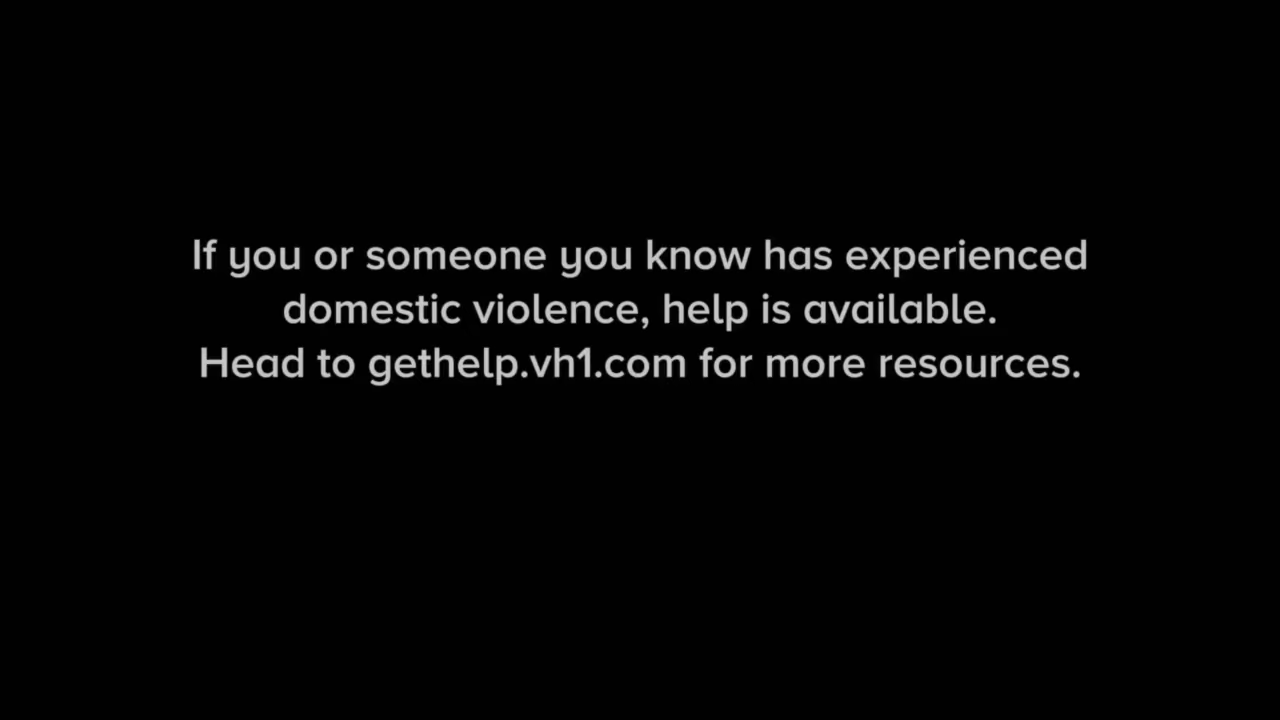 If you or someone you know has experienced
domestic violence, help is available.
Head to gethelp.vh1.com for more resources.